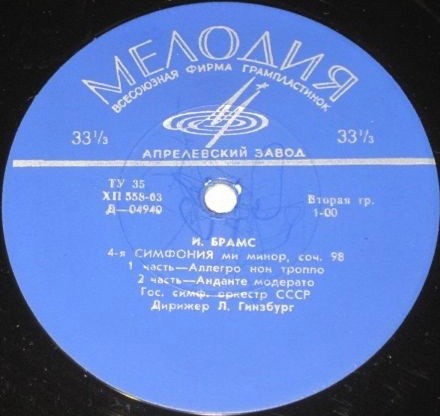 МЕЛОДИЯ
ВСЕСОЮЗНАЯ ФИРМА ГРАМПЛАСТИНОК
33⅓ 33⅓
АПРЕЛЕВСКИЙ ЗАВОД
ТУ 35
ХП 558-63
Д—04940
Вторая гр.
1-00
И. БРАМС
4-я СИМФОНИЯ ми минор, соч. 98
1 часть—Аллегро нон троппо
2 часть—Анданте модерато
Гос. симф. оркестр СССР
Дирижер Л. Гинзбург